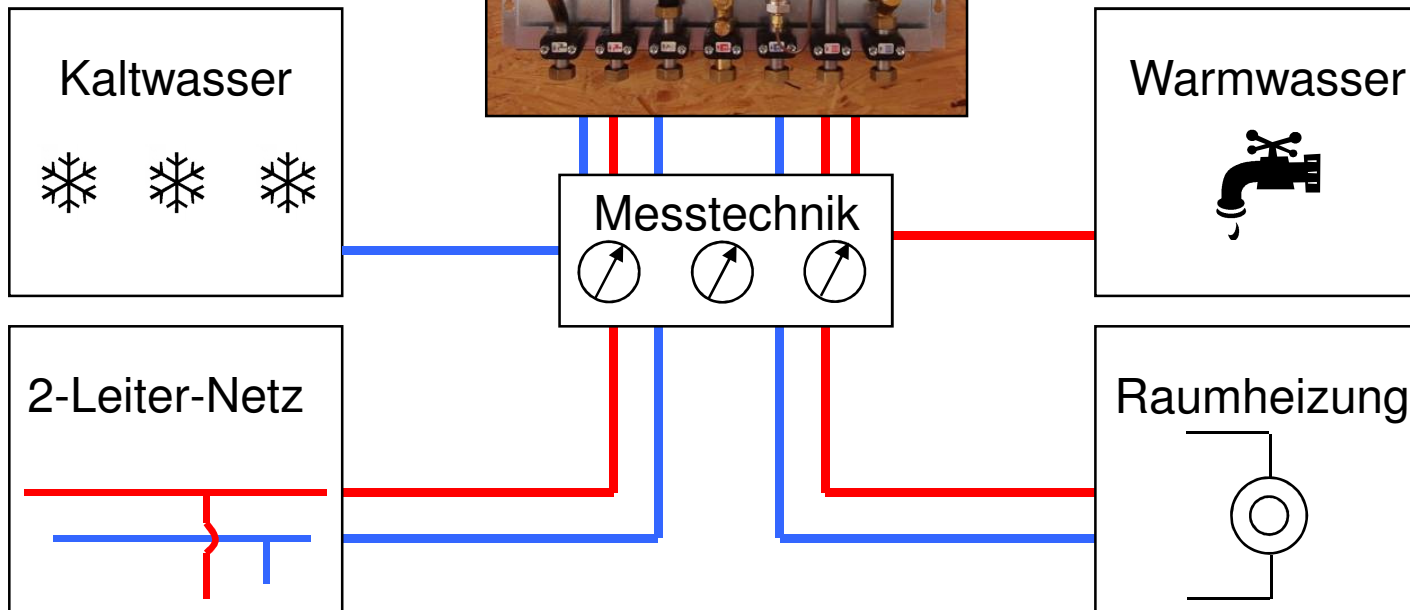 Kaltwasser
Warmwasser
Messtechnik
2-Leiter-Netz
Raumheizung